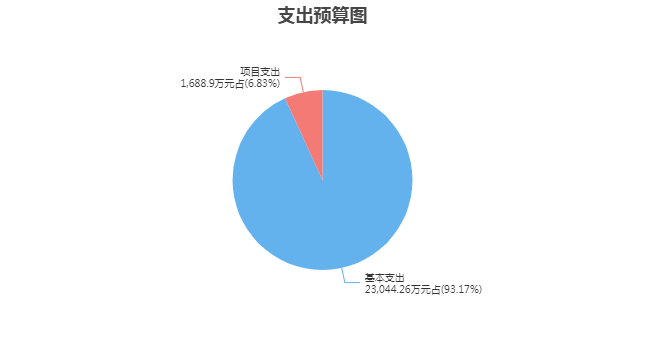 支出预算图
项目支出
1,688.9万元占(6.83%)
基本支出
23,044.26万元占(93.17%)